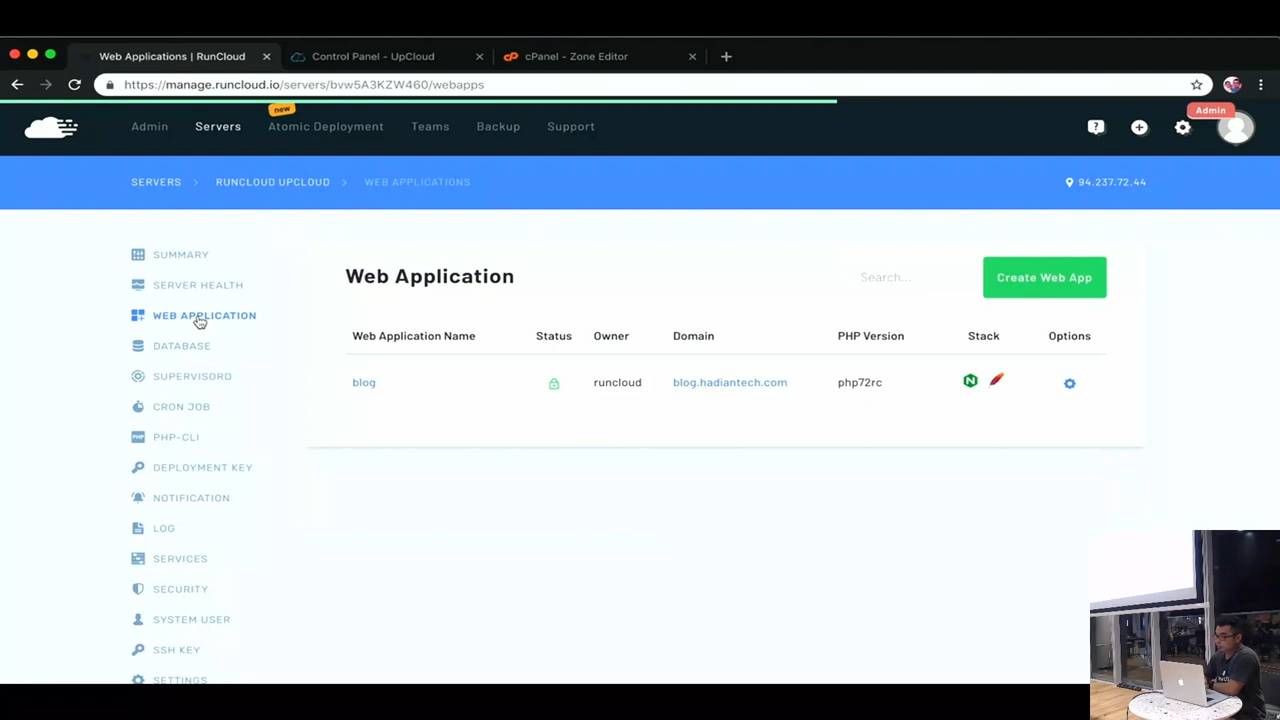 Web Applications | RunCloud
Control Panel - UpCloud
cPanel - Zone Editor
https://manage.runcloud.io/servers/bvw5A3KZW460/webapps
Admin
Servers
new
Atomic Deployment
Teams
Backup
Support
Admin
SERVERS > RUNCLOUD UPCLOUD > WEB APPLICATIONS
94.237.72.44
SUMMARY
SERVER HEALTH
WEB APPLICATION
DATABASE
SUPERVISORD
CRON JOB
PHP-CLI
DEPLOYMENT KEY
NOTIFICATION
LOG
SERVICES
SECURITY
SYSTEM USER
SSH KEY
SETTINGS
Web Application
Search...
Create Web App
Web Application Name Status Owner Domain PHP Version Stack Options
blog runcloud blog.hadiantech.com php72rc